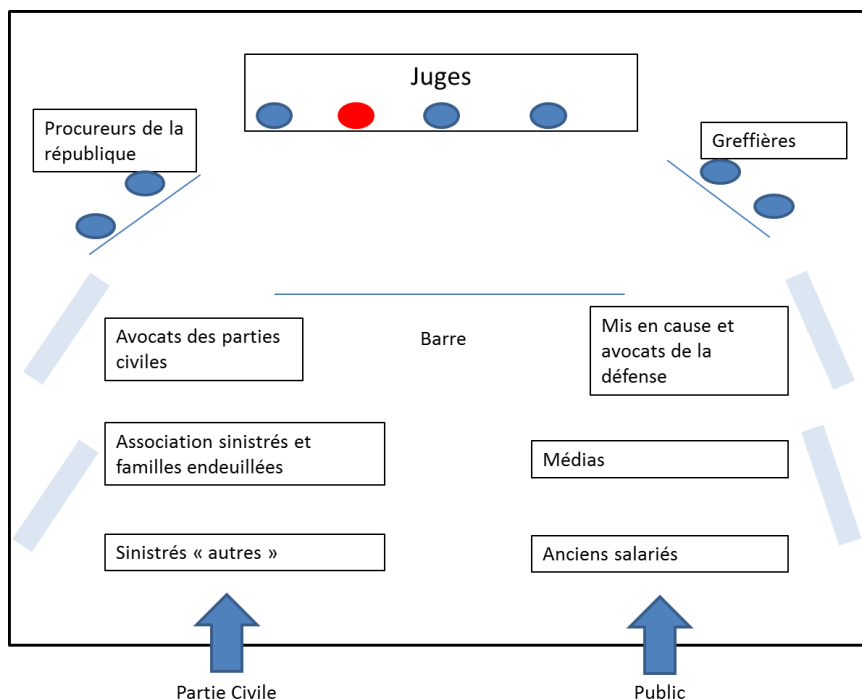 Juges
Procureurs de la
république
Greffières
Avocats des parties
civiles
Barre
Mis en cause et
avocats de la
défense
Association sinistrés et
familles endeuillées
Médias
Sinistrés « autres »
Anciens salariés
Partie Civile
Public